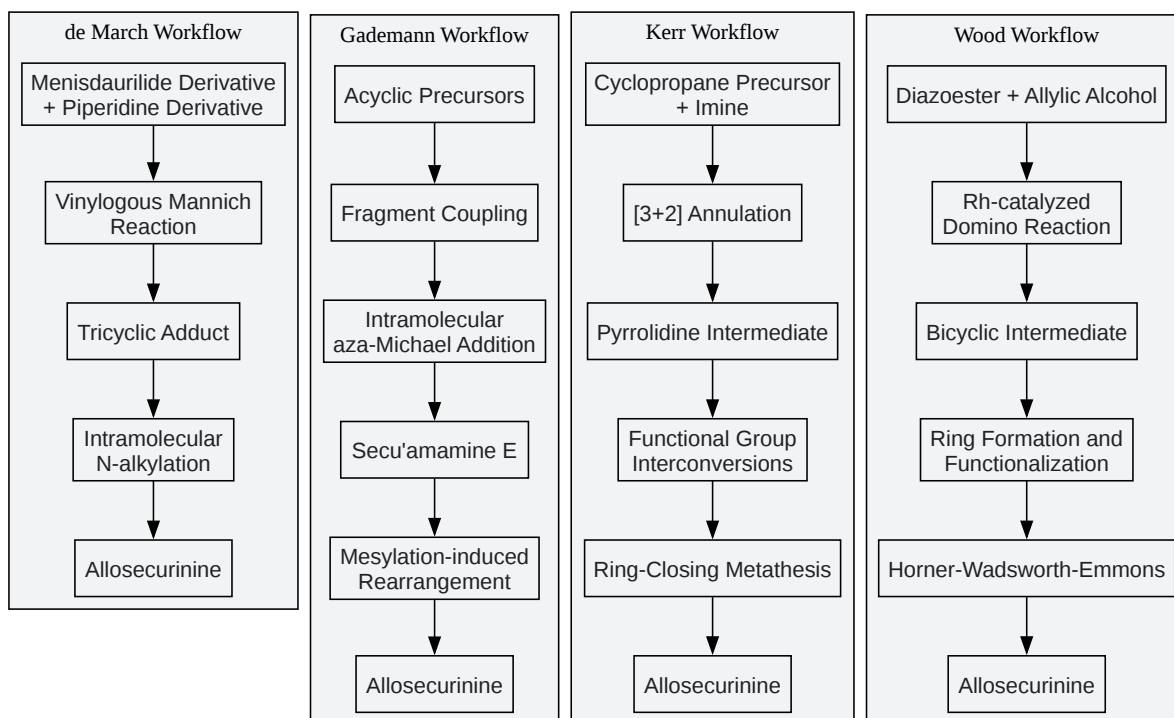 de March Workflow
Menisdaurilide Derivative
+ Piperidine Derivative
Vinylogous Mannich
Reaction
Tricyclic Adduct
Intramolecular
N-alkylation
Allosecurinine
Gademann Workflow
Acyclic Precursors
Fragment Coupling
Intramolecular
aza-Michael Addition
Secu'amamine E
Mesylation-induced
Rearrangement
Allosecurinine
Kerr Workflow
Cyclopropane Precursor
+ Imine
[3+2] Annulation
Pyrrolidine Intermediate
Functional Group
Interconversions
Ring-Closing Metathesis
Allosecurinine
Wood Workflow
Diazoester + Allylic Alcohol
Rh-catalyzed
Domino Reaction
Bicyclic Intermediate
Ring Formation and
Functionalization
Horner-Wadsworth-Emmons
Allosecurinine